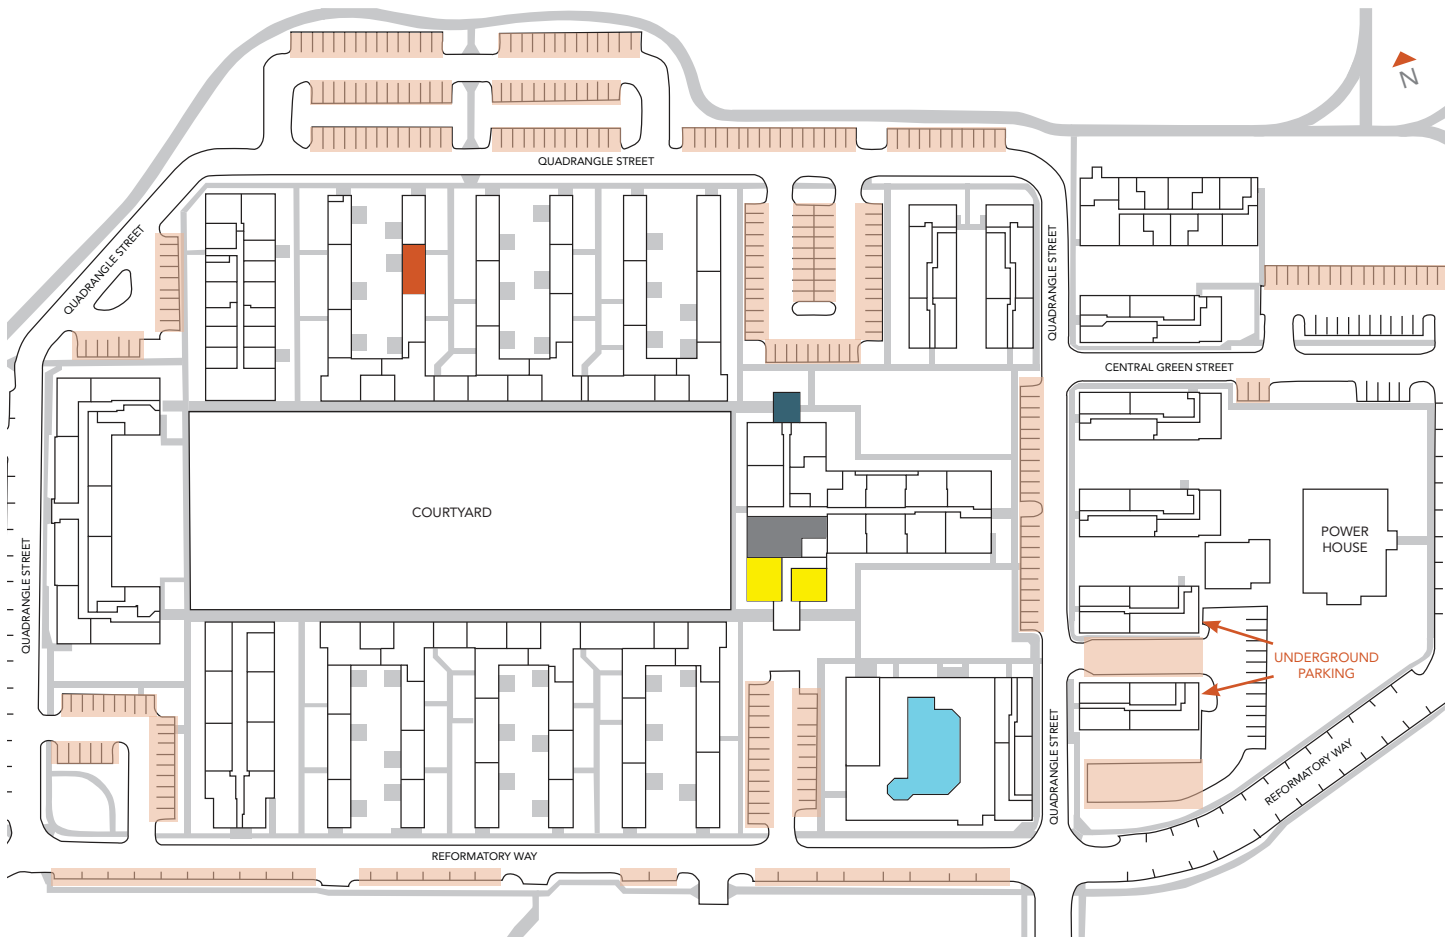 N
QUADRANGLE STREET
QUADRANGLE STREET
QUADRANGLE STREET
CENTRAL GREEN STREET
COURTYARD
POWER
HOUSE
QUADRANGLE STREET
UNDERGROUND
PARKING
QUADRANGLE STREET
REFORMATORY WAY
REFORMATORY WAY